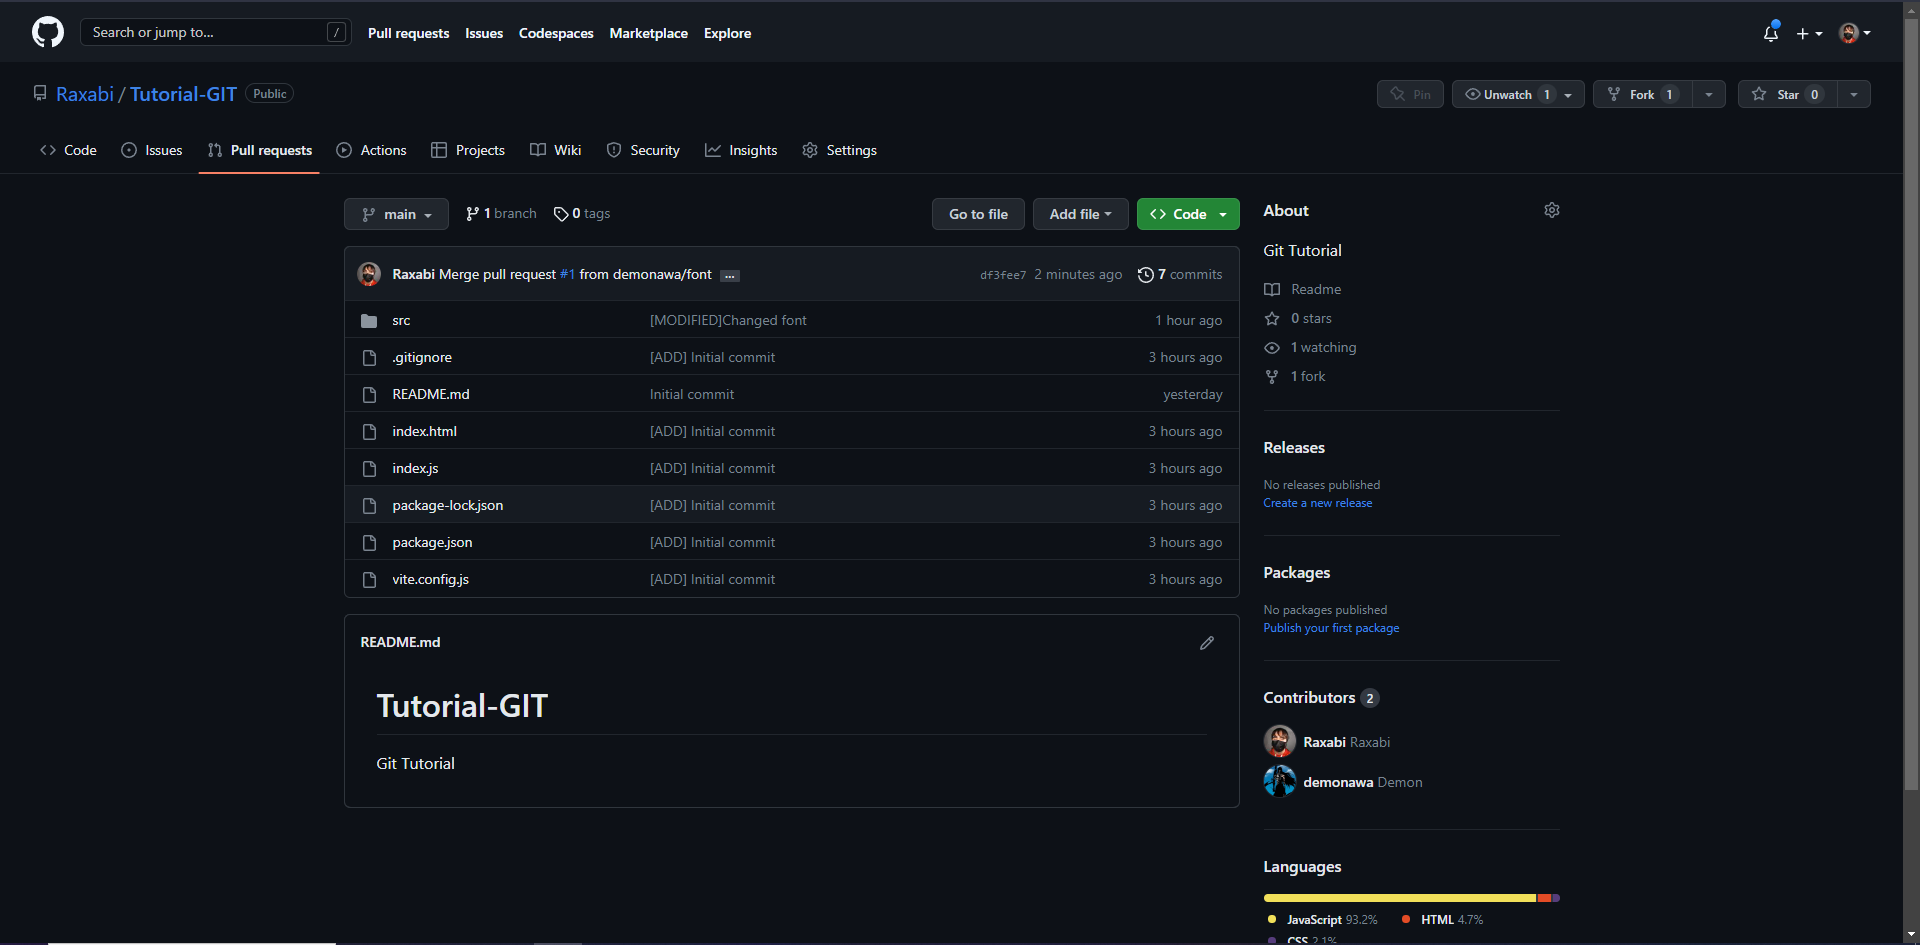 Search or jump to... /
Pull requests Issues Codespaces Marketplace Explore
Raxabi / Tutorial-GIT Public
Pin Unwatch 1 Fork 1 Star 0
Code Issues Pull requests Actions Projects Wiki Security Insights Settings
main 1 branch 0 tags Go to file Add file Code
Raxabi Merge pull request #1 from demonawa/font ... df3fee7 2 minutes ago 7 commits
src [MODIFIED]Changed font 1 hour ago
.gitignore [ADD] Initial commit 3 hours ago
README.md Initial commit yesterday
index.html [ADD] Initial commit 3 hours ago
index.js [ADD] Initial commit 3 hours ago
package-lock.json [ADD] Initial commit 3 hours ago
package.json [ADD] Initial commit 3 hours ago
vite.config.js [ADD] Initial commit 3 hours ago
README.md
Tutorial-GIT
Git Tutorial
About
Git Tutorial
Readme
0 stars
1 watching
1 fork
Releases
No releases published
Create a new release
Packages
No packages published
Publish your first package
Contributors 2
Raxabi Raxabi
demonawa Demon
Languages
JavaScript 93.2% HTML 4.7%
CSS 2.1%